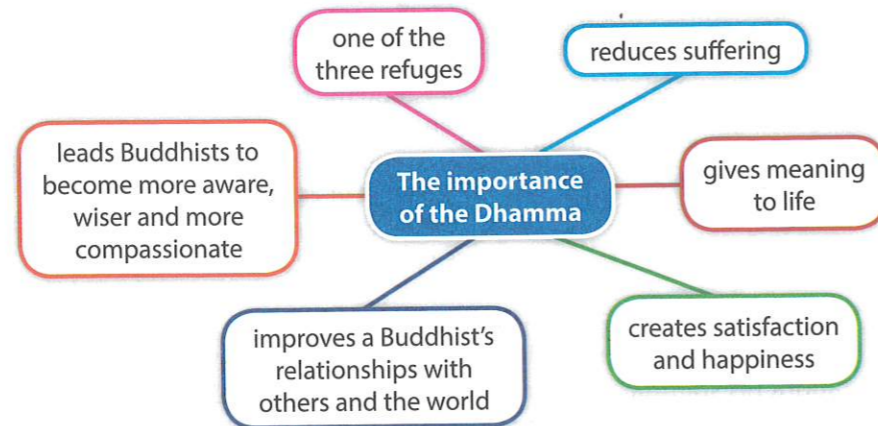 one of the
three refuges
reduces suffering
leads Buddhists to
become more aware,
wiser and more
compassionate
The importance
of the Dhamma
gives meaning
to life
improves a Buddhist's
relationships with
others and the world
creates satisfaction
and happiness